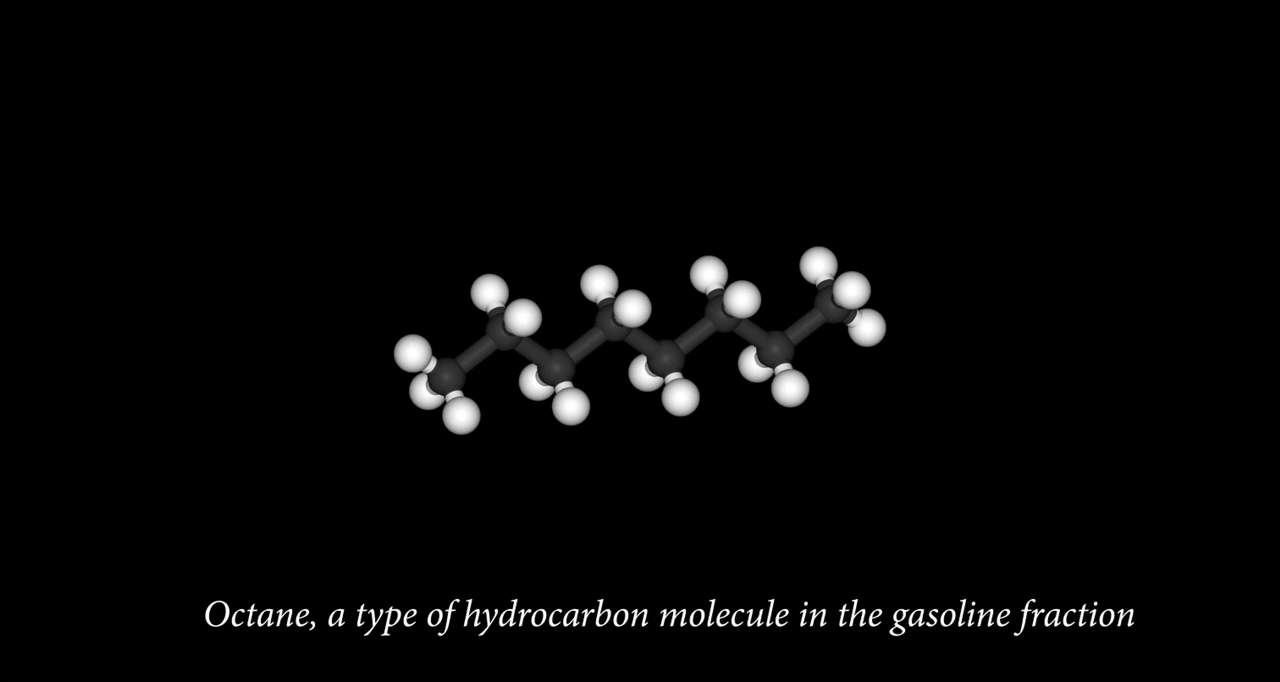 Octane, a type of hydrocarbon molecule in the gasoline fraction